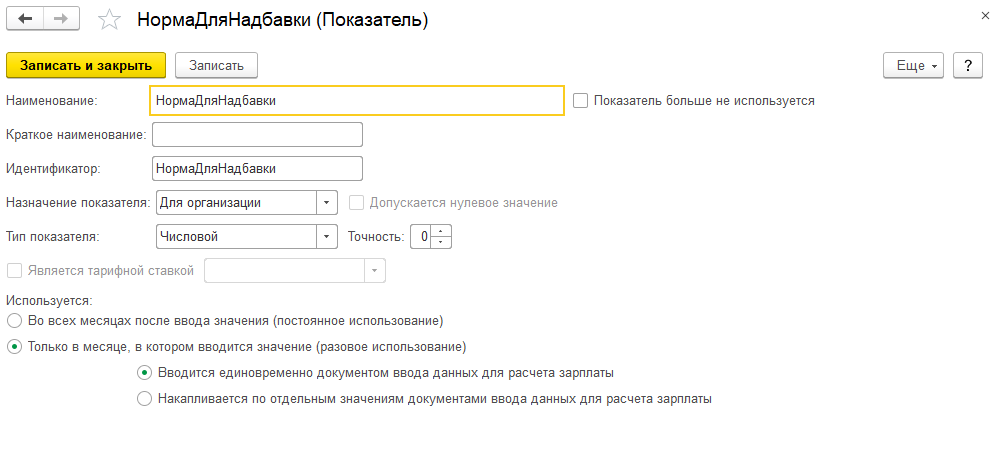 НормаДляНадбавки (Показатель)
Записать и закрыть Записать Еще ?
Наименование: НормаДляНадбавки Показатель больше не используется
Краткое наименование:
Идентификатор: НормаДляНадбавки
Назначение показателя: Для организации Допускается нулевое значение
Тип показателя: Числовой Точность: 0
Является тарифной ставкой
Используется:
Во всех месяцах после ввода значения (постоянное использование)
Только в месяце, в котором вводится значение (разовое использование)
Вводится единовременно документом ввода данных для расчета зарплаты
Накапливается по отдельным значениям документами ввода данных для расчета зарплаты